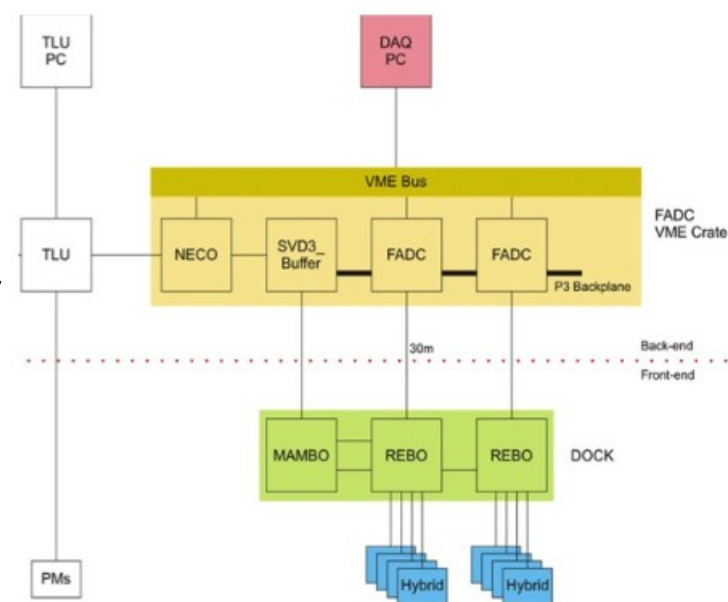 TLU
PC
DAQ
PC
VME Bus
FADC
VME Crate
TLU
NECO
SVD3_
Buffer
FADC
FADC
P3 Backplane
30m
Back-end
Front-end
MAMBO
REBO
REBO
DOCK
PMs
Hybrid
Hybrid